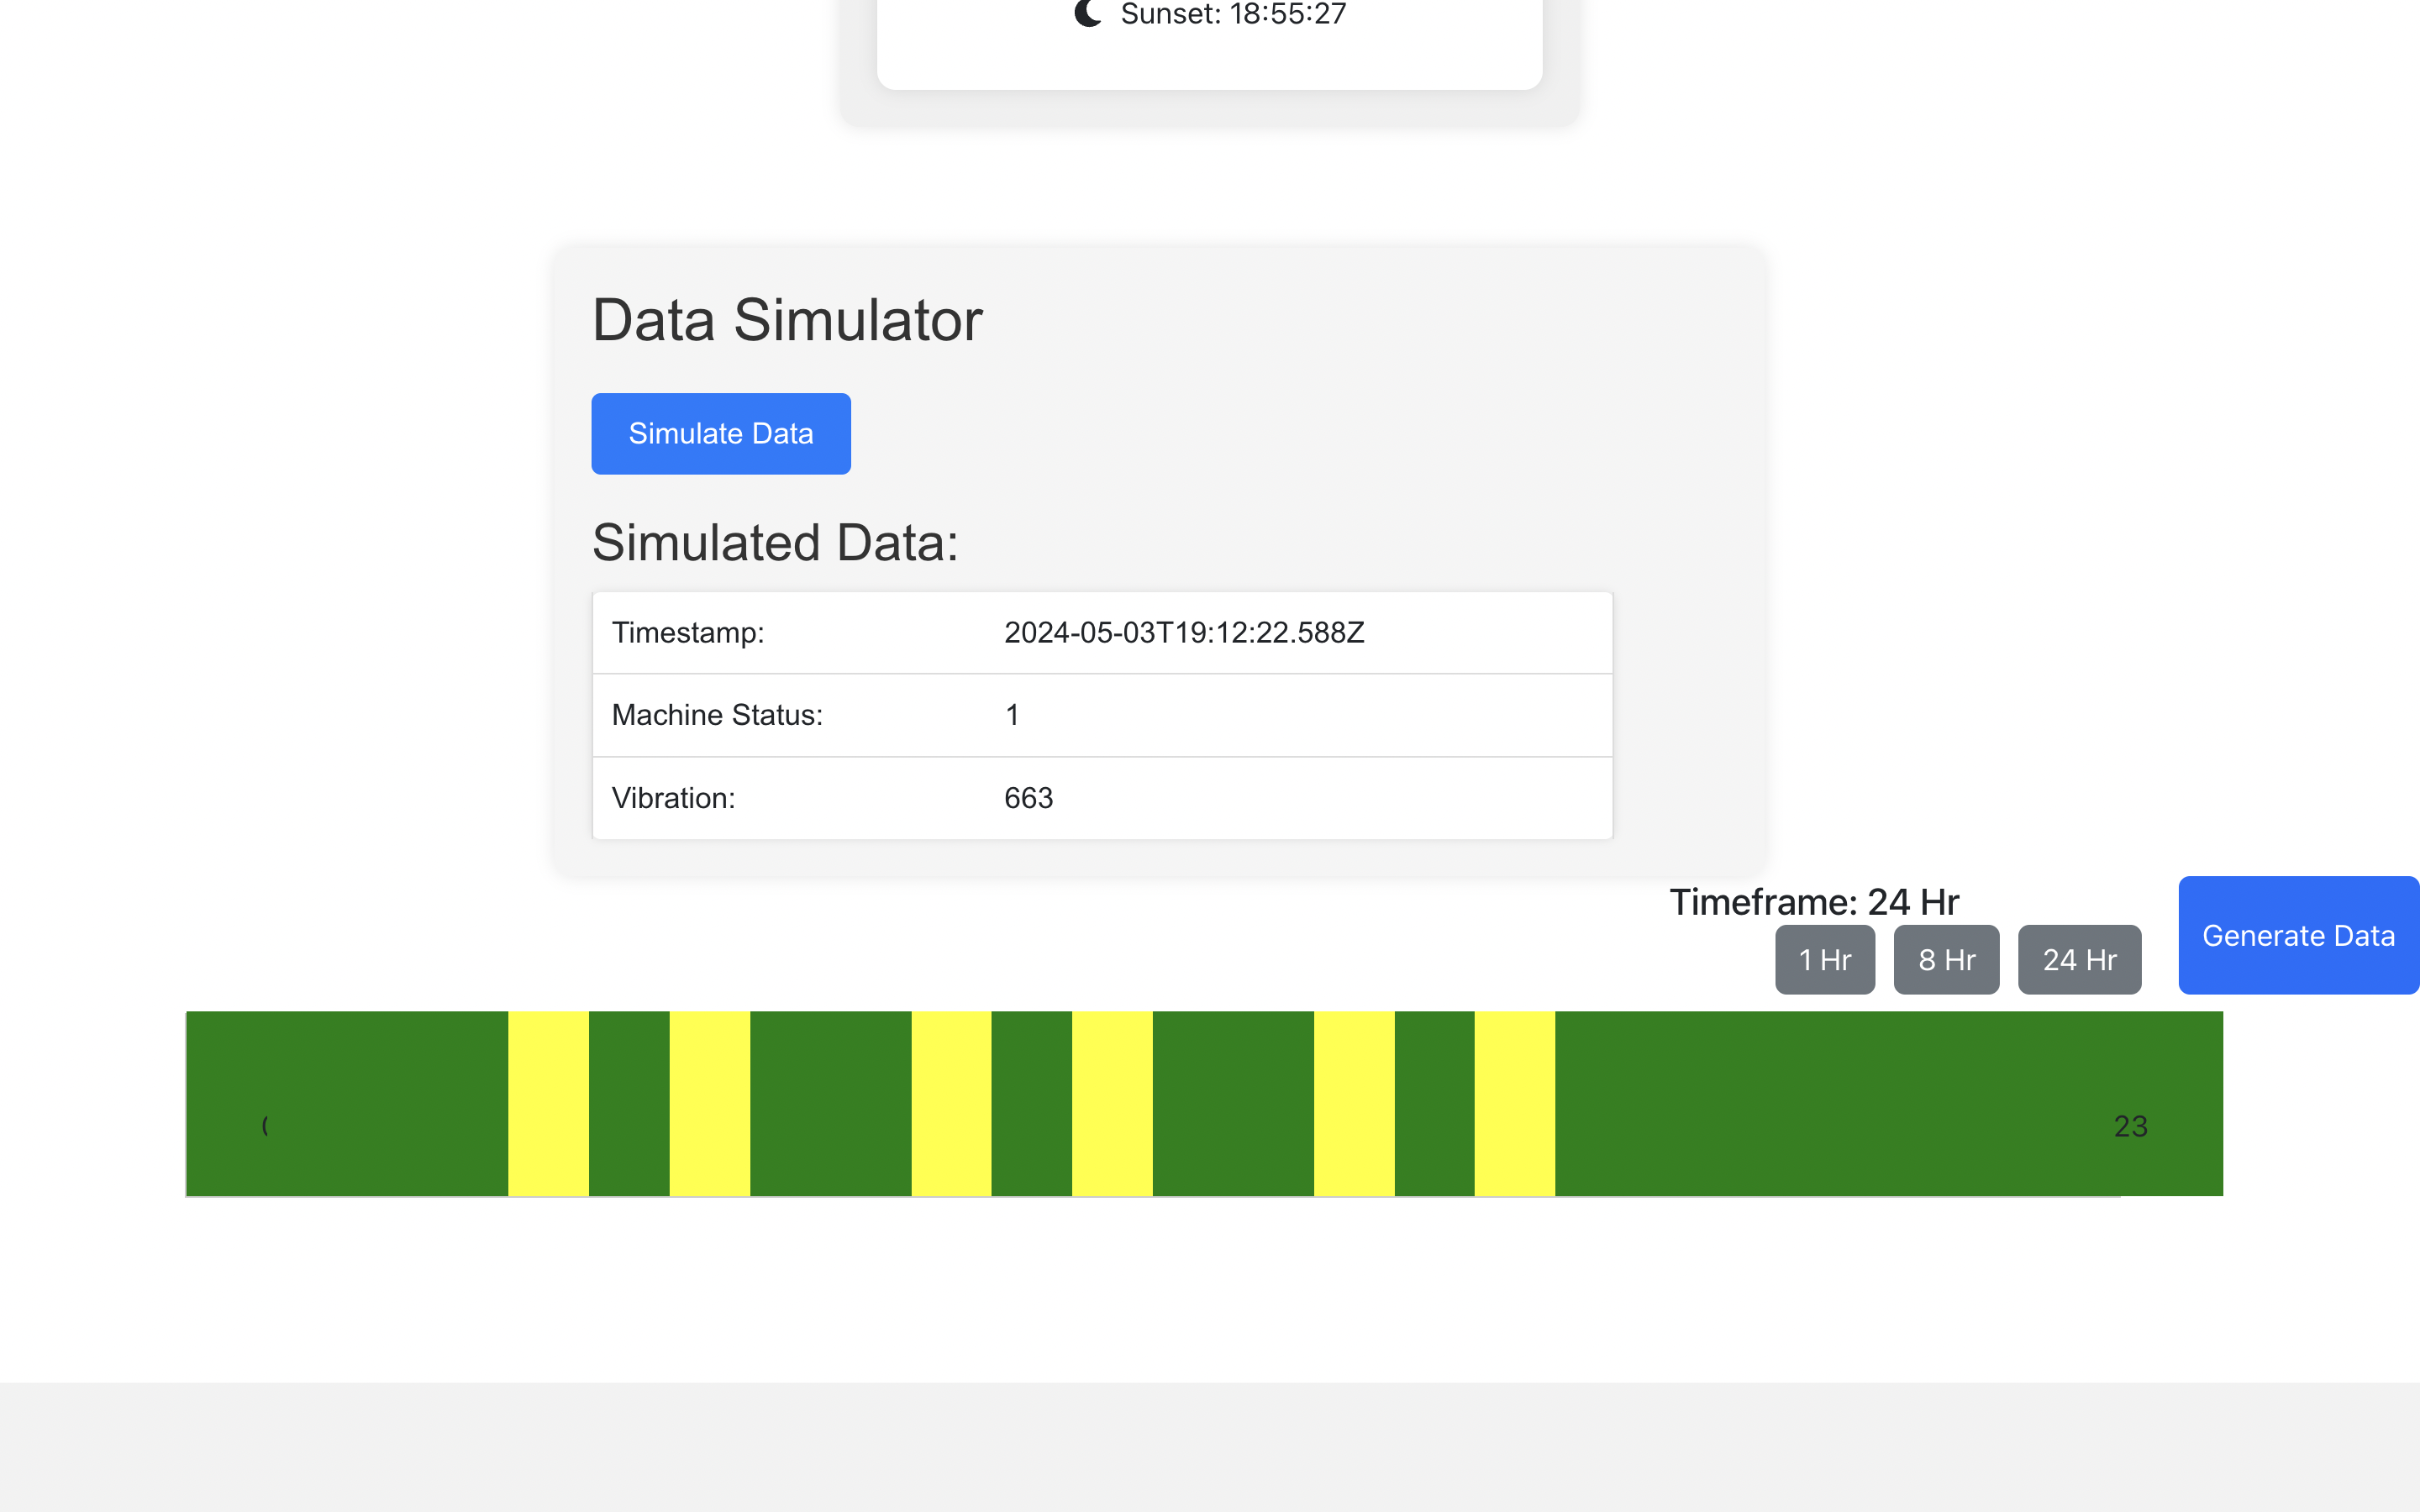 Sunset: 18:55:27
Data Simulator
Simulate Data
Simulated Data:
Timestamp: 2024-05-03T19:12:22.588Z
Machine Status: 1
Vibration: 663
Timeframe: 24 Hr
1 Hr 8 Hr 24 Hr
Generate Data
23